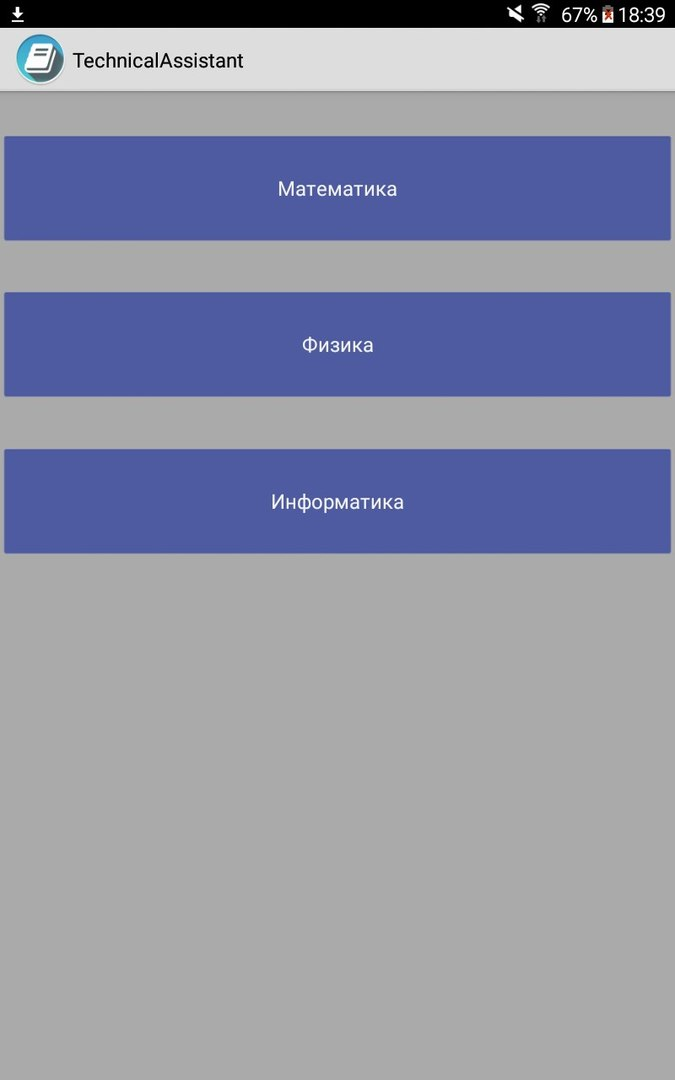 67% 18:39
TechnicalAssistant
Математика
Физика
Информатика